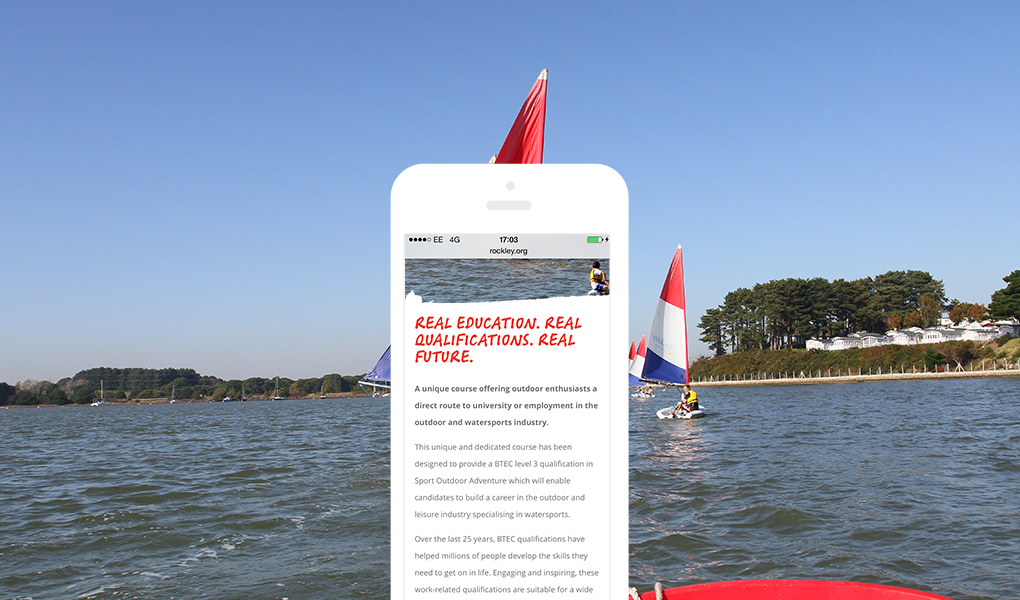 EE 4G 17:03
rockley.org
REAL EDUCATION. REAL
QUALIFICATIONS. REAL
FUTURE.
A unique course offering outdoor enthusiasts a
direct route to university or employment in the
outdoor and watersports industry.
This unique and dedicated course has been
designed to provide a BTEC level 3 qualification in
Sport Outdoor Adventure which will enable
candidates to build a career in the outdoor and
leisure industry specialising in watersports.
Over the last 25 years, BTEC qualifications have
helped millions of people develop the skills they
need to get on in life. Engaging and inspiring, these
work-related qualifications are suitable for a wide